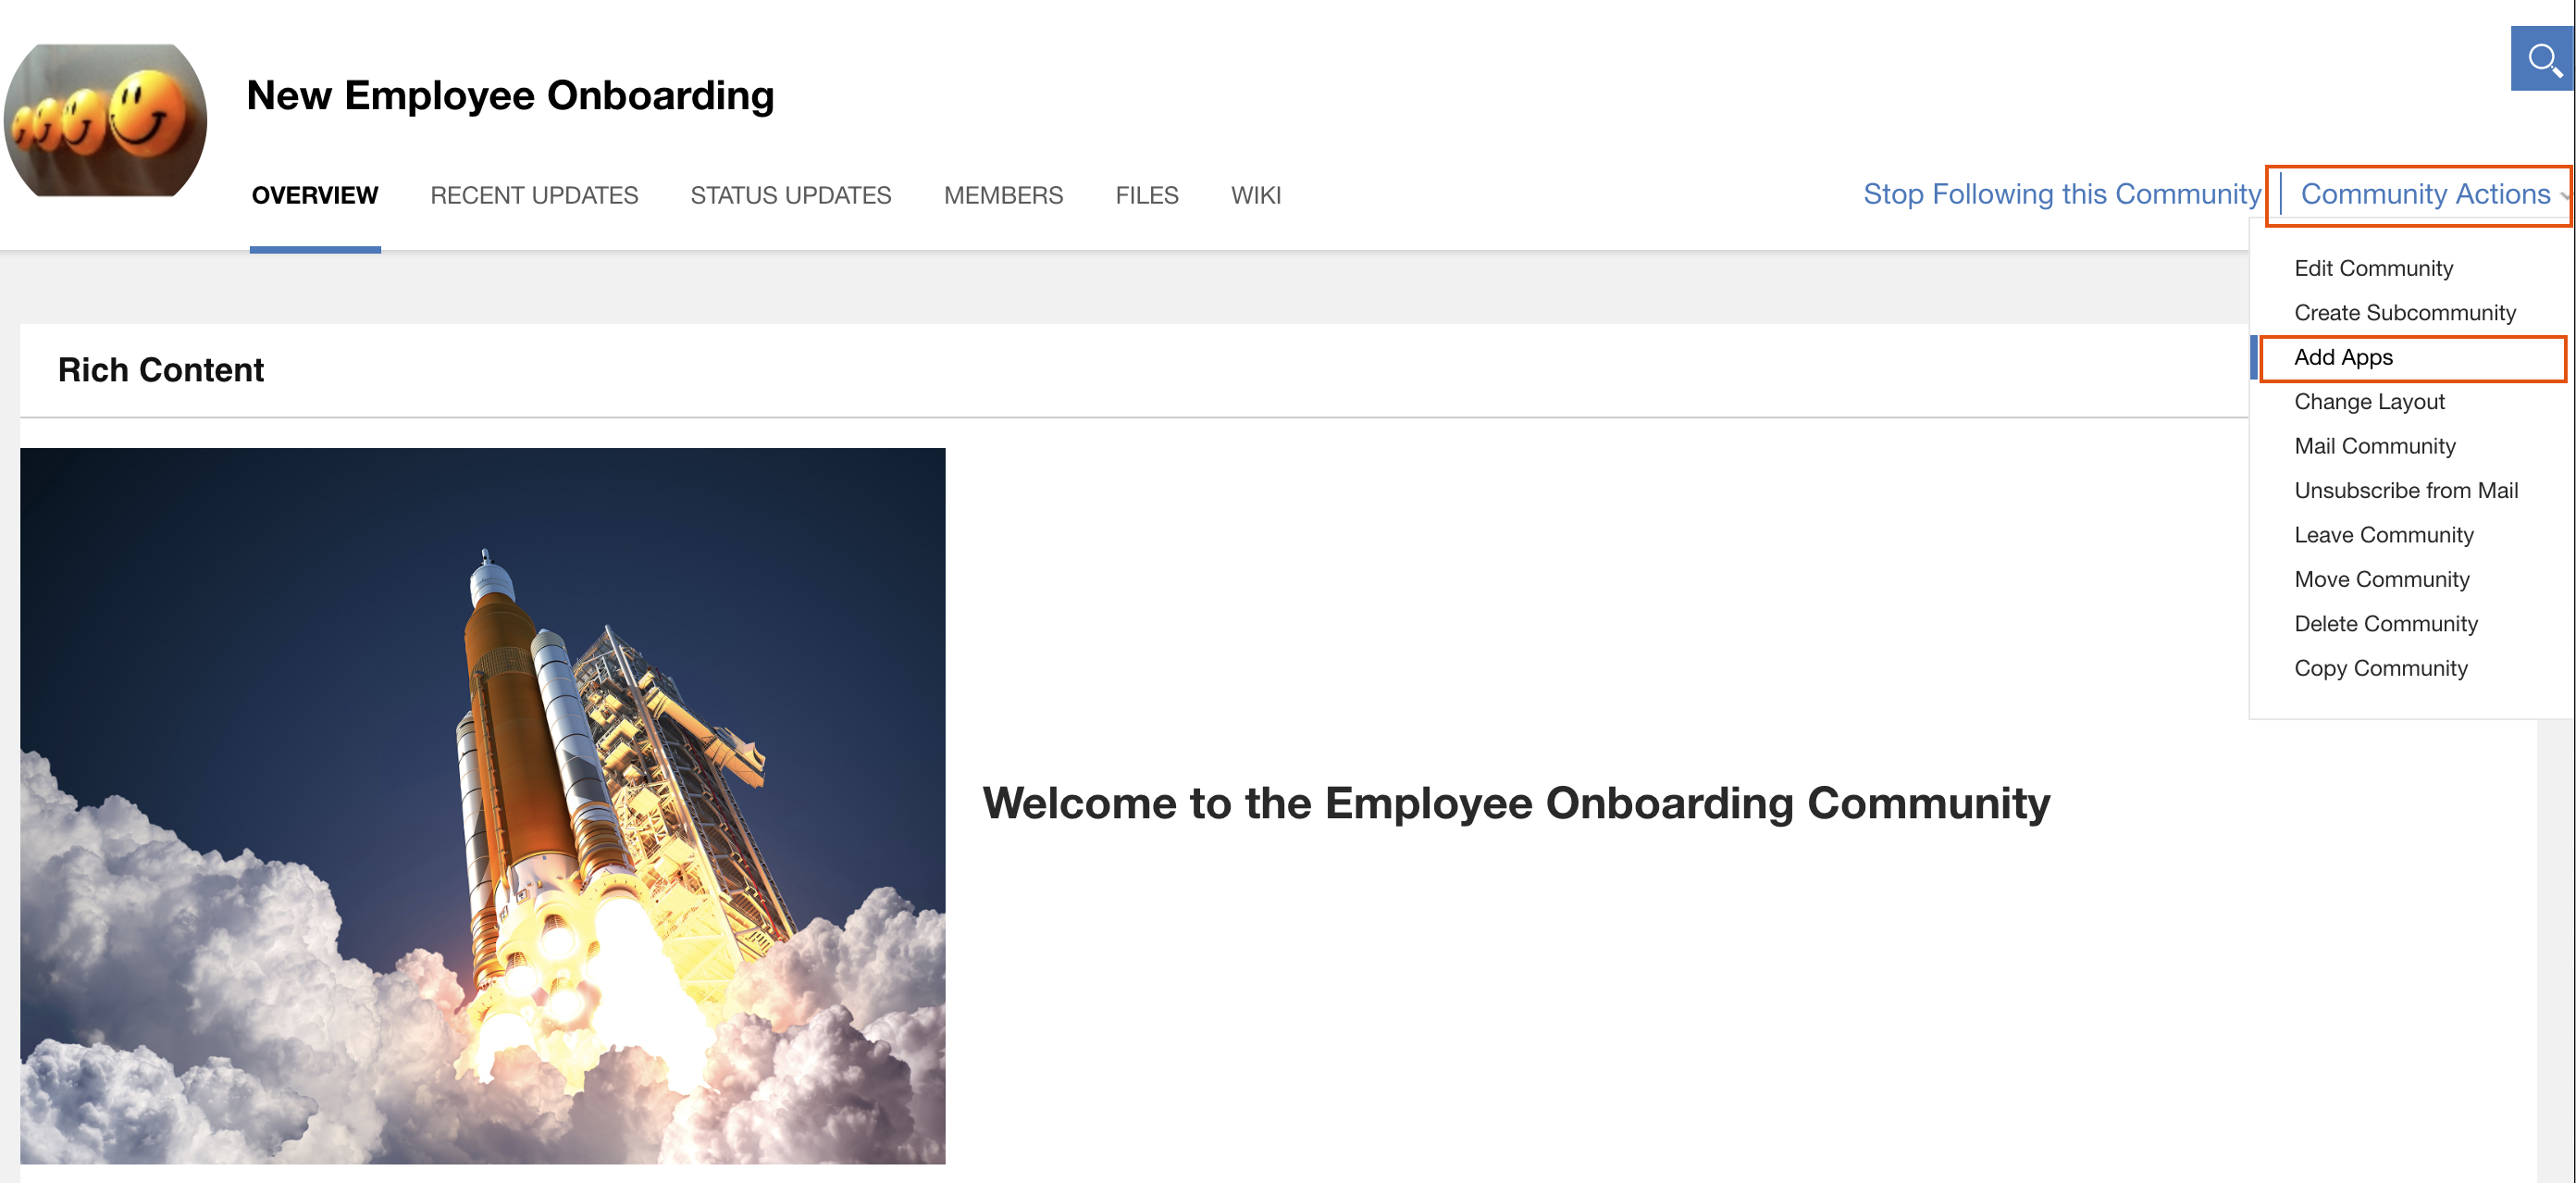 New Employee Onboarding
OVERVIEW RECENT UPDATES STATUS UPDATES MEMBERS FILES WIKI Stop Following this Community Community Actions
Edit Community
Create Subcommunity
Add Apps
Change Layout
Mail Community
Unsubscribe from Mail
Leave Community
Move Community
Delete Community
Copy Community
Rich Content
Welcome to the Employee Onboarding Community